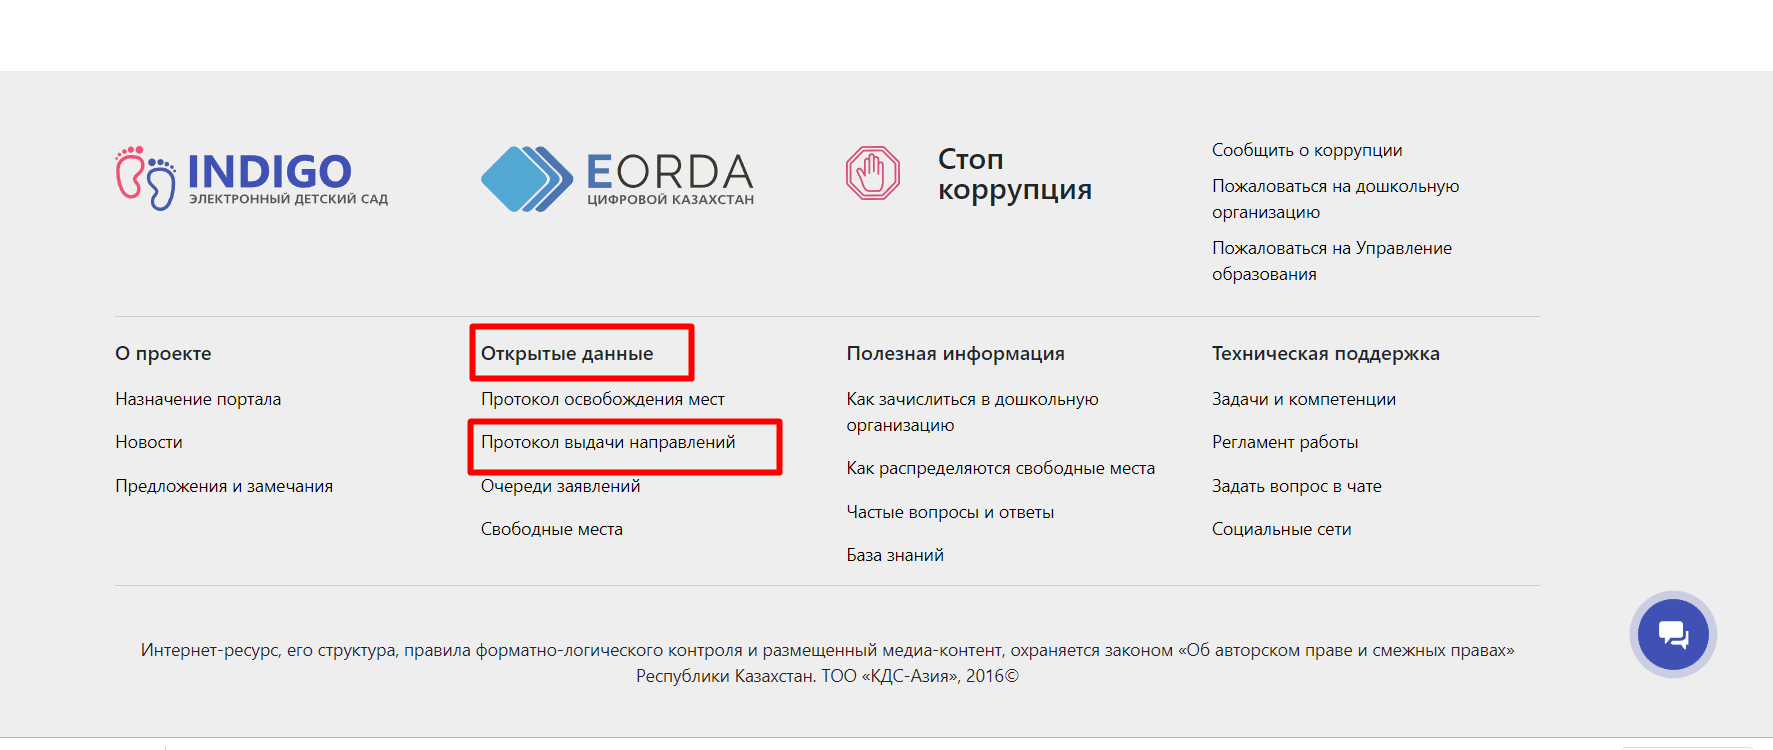 INDIGO
ЭЛЕКТРОННЫЙ ДЕТСКИЙ САД
EORDA
ЦИФРОВОЙ КАЗАХСТАН
Стоп
коррупция
Сообщить о коррупции
Пожаловаться на дошкольную
организацию
Пожаловаться на Управление
образования
О проекте
Назначение портала
Новости
Предложения и замечания
Открытые данные
Протокол освобождения мест
Протокол выдачи направлений
Очереди заявлений
Свободные места
Полезная информация
Как зачислиться в дошкольную
организацию
Как распределяются свободные места
Частые вопросы и ответы
База знаний
Техническая поддержка
Задачи и компетенции
Регламент работы
Задать вопрос в чате
Социальные сети
Интернет-ресурс, его структура, правила форматно-логического контроля и размещенный медиа-контент, охраняется законом «Об авторском праве и смежных правах»
Республики Казахстан. ТОО «КДС-Азия», 2016©